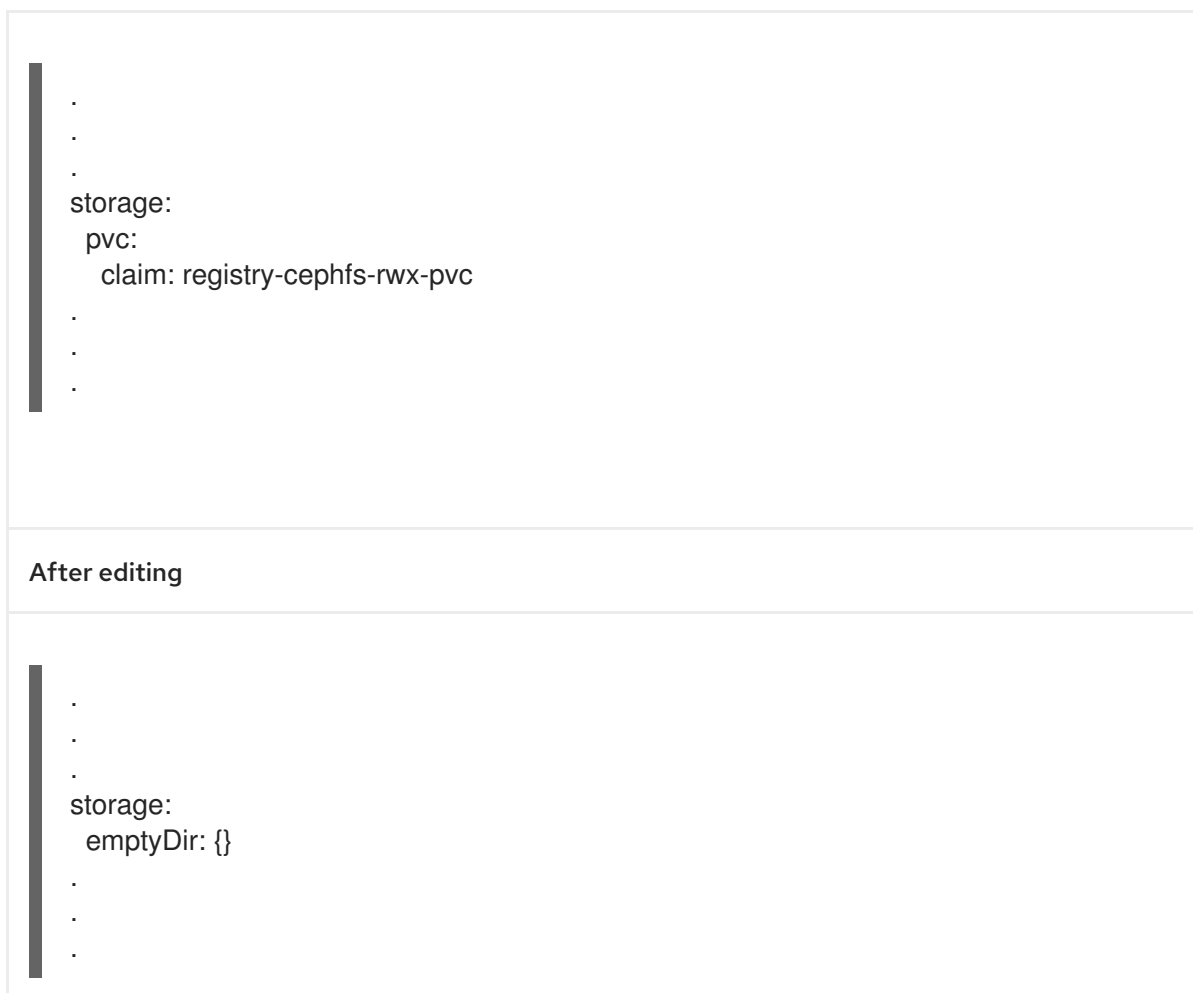 .
.
.
storage:
  pvc:
    claim: registry-cephfs-rwx-pvc
.
.
.
After editing
.
.
.
storage:
  emptyDir: {}
.
.
.